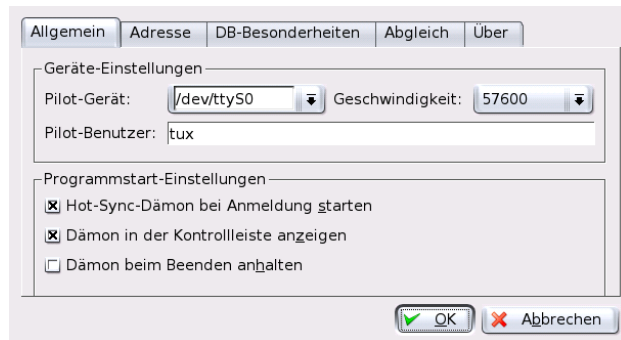 Allgemein Adresse DB-Besonderheiten Abgleich Über
Geräte-Einstellungen
Pilot-Gerät: /dev/ttyS0 Geschwindigkeit: 57600
Pilot-Benutzer: tux
Programmstart-Einstellungen
Hot-Sync-Dämon bei Anmeldung starten
Dämon in der Kontrollleiste anzeigen
Dämon beim Beenden anhalten
OK Abbrechen